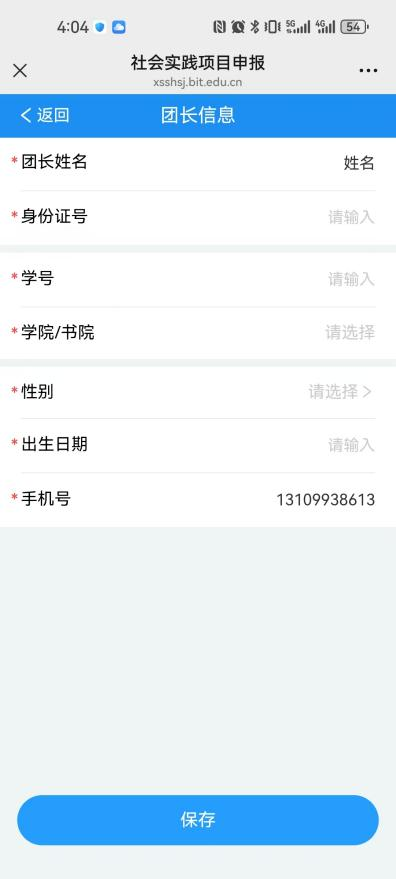 4:04 5G 4G 54
社会实践项目申报
xsshsj.bit.edu.cn
返回 团长信息
*团长姓名 姓名
*身份证号 请输入
*学号 请输入
*学院/书院 请选择
*性别 请选择
*出生日期 请输入
*手机号 13109938613
保存